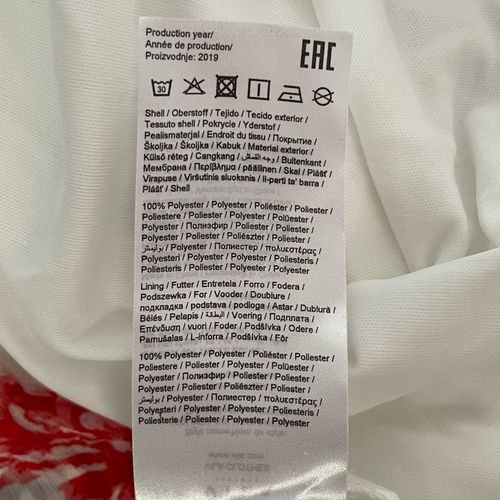 Production year/
Année de production/
Proizvodnje: 2019
EAC
30
Shell / Oberstoff / Tejido / Tecido exterior /
Tessuto shell / Pokrycie / Yderstof /
Pealismaterjal / Endroit du tissu / Покрытие /
Školjka / Školjka / Kabuk / Material exterior /
Külső réteg / Cangkang / وجه القماش / Buitenkant /
Мембрана / Περίβλημα / päällinen / Skal / Plášť /
Virspuse / Viršutinis sluoksnis / li-parti ta' barra /
Plášť / Shell
100% Polyester / Polyester / Poliéster / Poliester /
Poliestere / Poliester / Polyester / Polüester /
Polyester / Полиэфир / Poliester / Poliester /
Polyester / Poliester / Poliészter / Poliester /
بوليستر / Polyester / Полиестер / πολυεστέρας /
Polyesteri / Polyester / Polyester / Poliesteris /
Poliesteris / Poliester / Polyester / Polyester
Lining / Futter / Entretela / Forro / Fodera /
Podszewka / For / Vooder / Doublure /
подкладка / podstava / podloga / Astar / Dublură /
Bélés / Pelapis / البطانة / Voering / Подплата /
Επένδυση / vuori / Foder / Podšívka / Odere /
Pamušalas / L-inforra / Podšívka / Fôr
100% Polyester / Polyester / Poliéster / Poliester /
Poliestere / Poliester / Polyester / Polüester /
Polyester / Полиэфир / Poliester / Poliester /
Polyester / Poliester / Poliészter / Poliester /
بوليستر / Polyester / Полиестер / πολυεστέρας /
Polyesteri / Polyester / Polyester / Poliesteris /
Poliesteris / Poliester / Polyester / Polyester